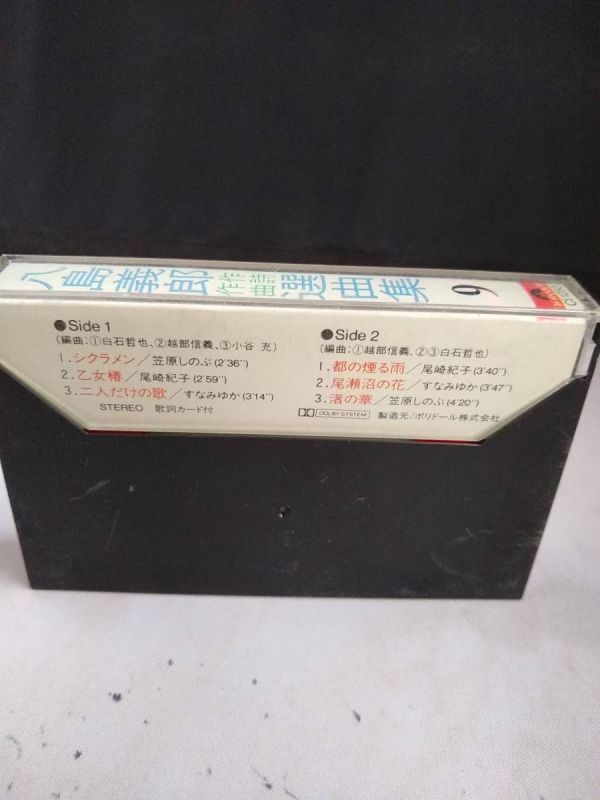 八島義郎 作詩 作曲 選曲集 9
●Side 1
(編曲:①白石哲也、②越部信義、③小谷 充)
1.シクラメン/笠原しのぶ(2'36")
2.乙女椿/尾崎紀子(2'59")
3.二人だけの歌/すなみゆか(3'14")
STEREO 歌詞カード付
●Side 2
(編曲:①越部信義、②③白石哲也)
1.都の煙る雨/尾崎紀子(3'40")
2.尾瀬沼の花/すなみゆか(3'47")
3.渚の華/笠原しのぶ(4'20")
DOLBY SYSTEM 製造元/ポリドール株式会社